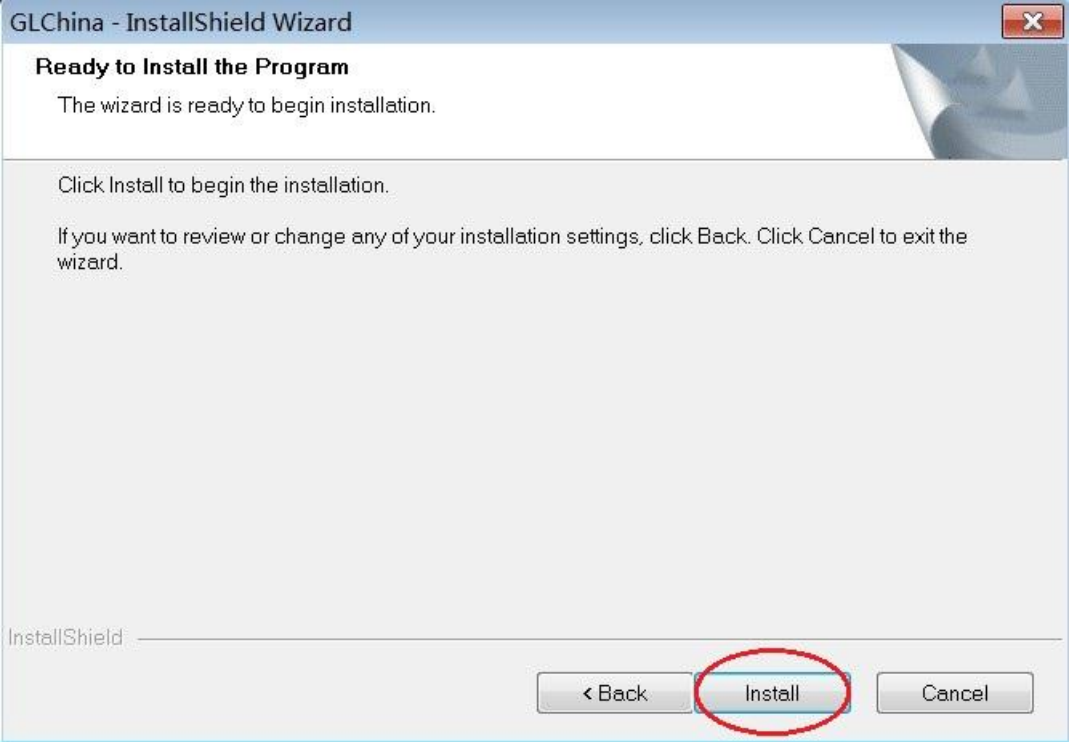 GLChina - InstallShield Wizard
Ready to Install the Program
The wizard is ready to begin installation.
Click Install to begin the installation.
If you want to review or change any of your installation settings, click Back. Click Cancel to exit the
wizard.
InstallShield
< Back
Install
Cancel